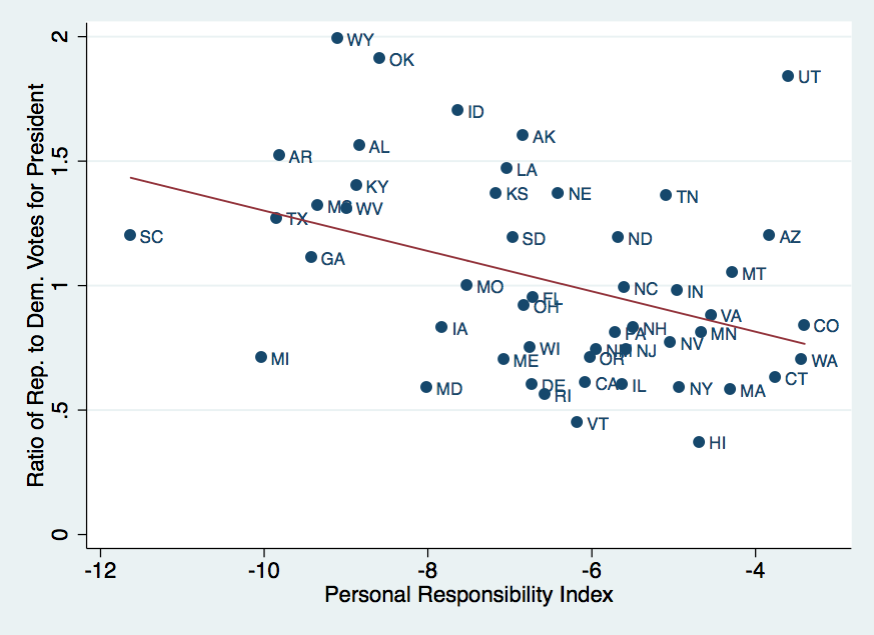 Ratio of Rep. to Dem. Votes for President
2
1.5
1
.5
0
WY
OK
UT
ID
AK
AL
AR
LA
KY
KS
NE
TN
WV
TX
SC
SD
ND
AZ
GA
MT
MO
NC
IN
FL
OH
VA
CO
IA
NH
PA
MN
NV
WI
NJ
MI
ME
OR
WA
CT
MD
DE
CA
IL
NY
MA
RI
VT
HI
-12
-10
-8
-6
-4
Personal Responsibility Index